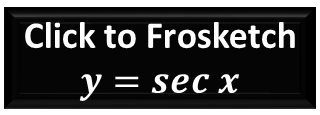 Click to Frosketch
y = sec x